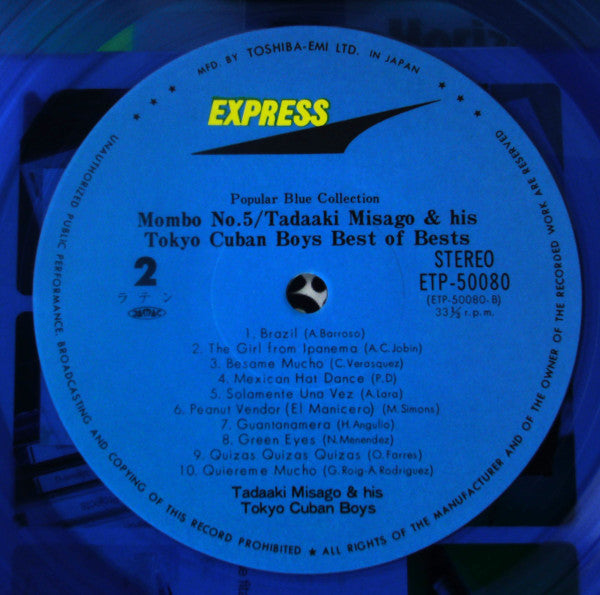 MFD. BY TOSHIBA-EMI LTD. IN JAPAN
EXPRESS
Popular Blue Collection
Mombo No.5/Tadaaki Misago & his
Tokyo Cuban Boys Best of Bests
2
STEREO
ETP-50080
ラテン
(ETP-50080-B)
33⅓ r.p.m.
1. Brazil (A.Barroso)
2. The Girl from Ipanema (A.C.Jobin)
3. Besame Mucho (C.Verasquez)
4. Mexican Hat Dance (P.D)
5. Solamente Una Vez (A.Lara)
6. Peanut Vendor (El Manicero) (M.Simons)
7. Guantanamera (H.Angullo)
8. Green Eyes (N.Menendez)
9. Quizas Quizas Quizas (O.Farres)
10. Quiereme Mucho (G.Roig-A.Rodriguez)
Tadaaki Misago & his
Tokyo Cuban Boys
UNAUTHORIZED PUBLIC PERFORMANCE, BROADCASTING AND COPYING OF THIS RECORD PROHIBITED ★ ALL RIGHTS OF THE MANUFACTURER AND OF THE OWNER OF THE RECORDED WORK ARE RESERVED